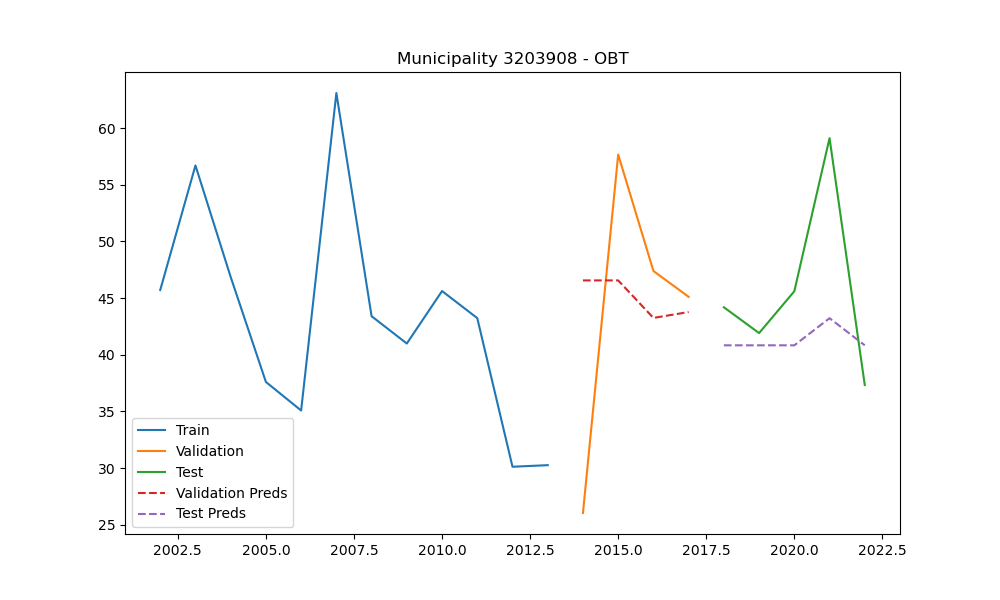 Municipality 3203908 - OBT
60
55
50
45
40
35
30
25
Train
Validation
Test
Validation Preds
Test Preds
2002.5 2005.0 2007.5 2010.0 2012.5 2015.0 2017.5 2020.0 2022.5